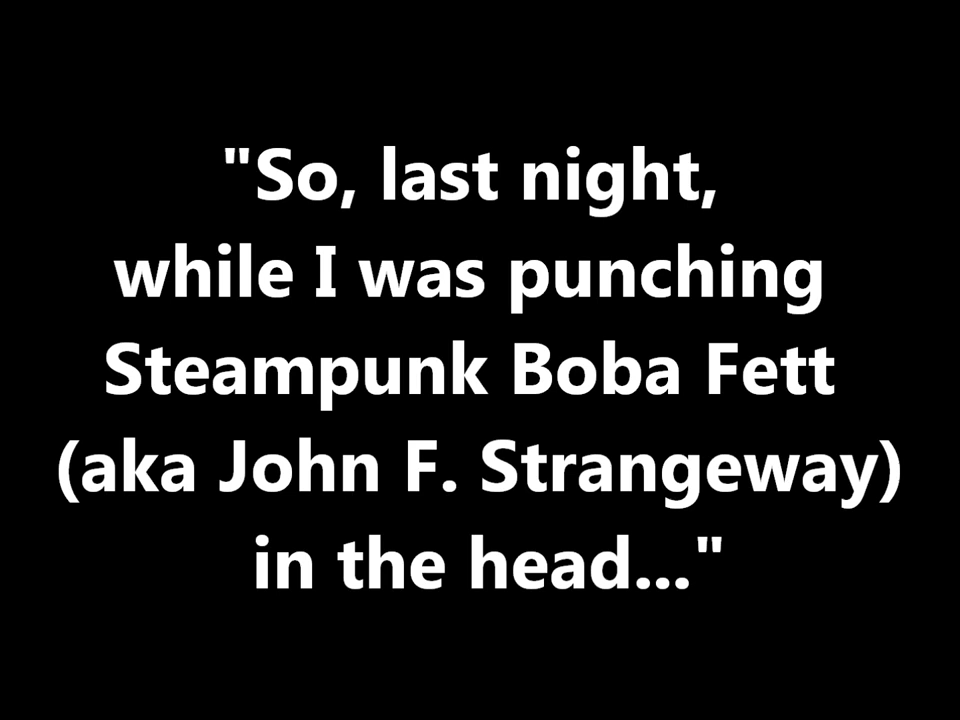 "So, last night,
while I was punching
Steampunk Boba Fett
(aka John F. Strangeway)
in the head..."